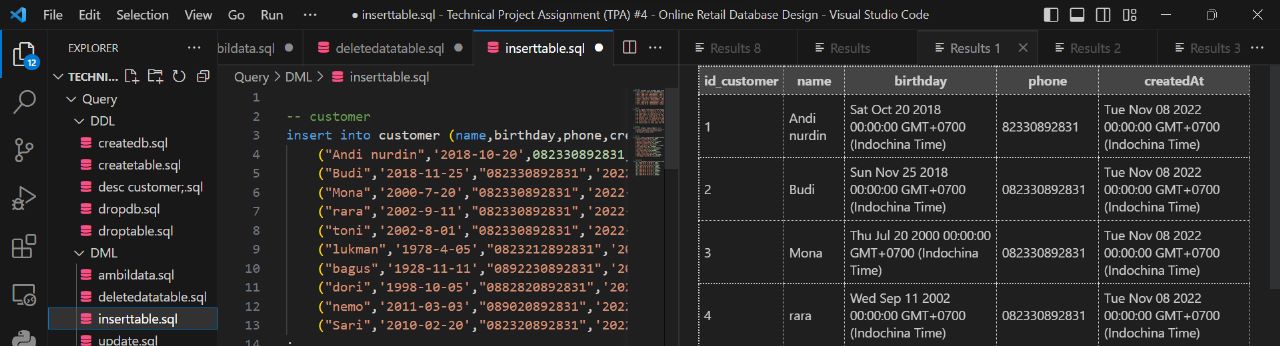 File Edit Selection View Go Run ··· ● inserttable.sql - Technical Project Assignment (TPA) #4 - Online Retail Database Design - Visual Studio Code
EXPLORER ···
12
TECHNI...
Query
DDL
createdb.sql
createtable.sql
desc customer;.sql
dropdb.sql
droptable.sql
DML
ambildata.sql
deletedatatable.sql
inserttable.sql
update.sql
bildata.sql ● deletedatatable.sql ● inserttable.sql ● ···
Query > DML > inserttable.sql
1
2 -- customer
3 insert into customer (name,birthday,phone,cre
4 ("Andi nurdin",'2018-10-20',082330892831,
5 ("Budi",'2018-11-25',"082330892831",'2022
6 ("Mona",'2000-7-20',"082330892831",'2022-
7 ("rara",'2002-9-11',"082330892831",'2022-
8 ("toni",'2002-8-01',"082330892831",'2022-
9 ("lukman",'1978-4-05',"0823212892831",'20
10 ("bagus",'1928-11-11',"0892230892831",'20
11 ("dori",'1998-10-05',"0882820892831",'202
12 ("nemo",'2011-03-03',"089020892831",'2022
13 ("Sari",'2010-02-20',"082320892831",'2022
14 ;
Results 8 Results Results 1 Results 2 Results 3 ···
id_customer name birthday phone createdAt
1 Andi nurdin Sat Oct 20 2018 00:00:00 GMT+0700 (Indochina Time) 82330892831 Tue Nov 08 2022 00:00:00 GMT+0700 (Indochina Time)
2 Budi Sun Nov 25 2018 00:00:00 GMT+0700 (Indochina Time) 082330892831 Tue Nov 08 2022 00:00:00 GMT+0700 (Indochina Time)
3 Mona Thu Jul 20 2000 00:00:00 GMT+0700 (Indochina Time) 082330892831 Tue Nov 08 2022 00:00:00 GMT+0700 (Indochina Time)
4 rara Wed Sep 11 2002 00:00:00 GMT+0700 (Indochina Time) 082330892831 Tue Nov 08 2022 00:00:00 GMT+0700 (Indochina Time)